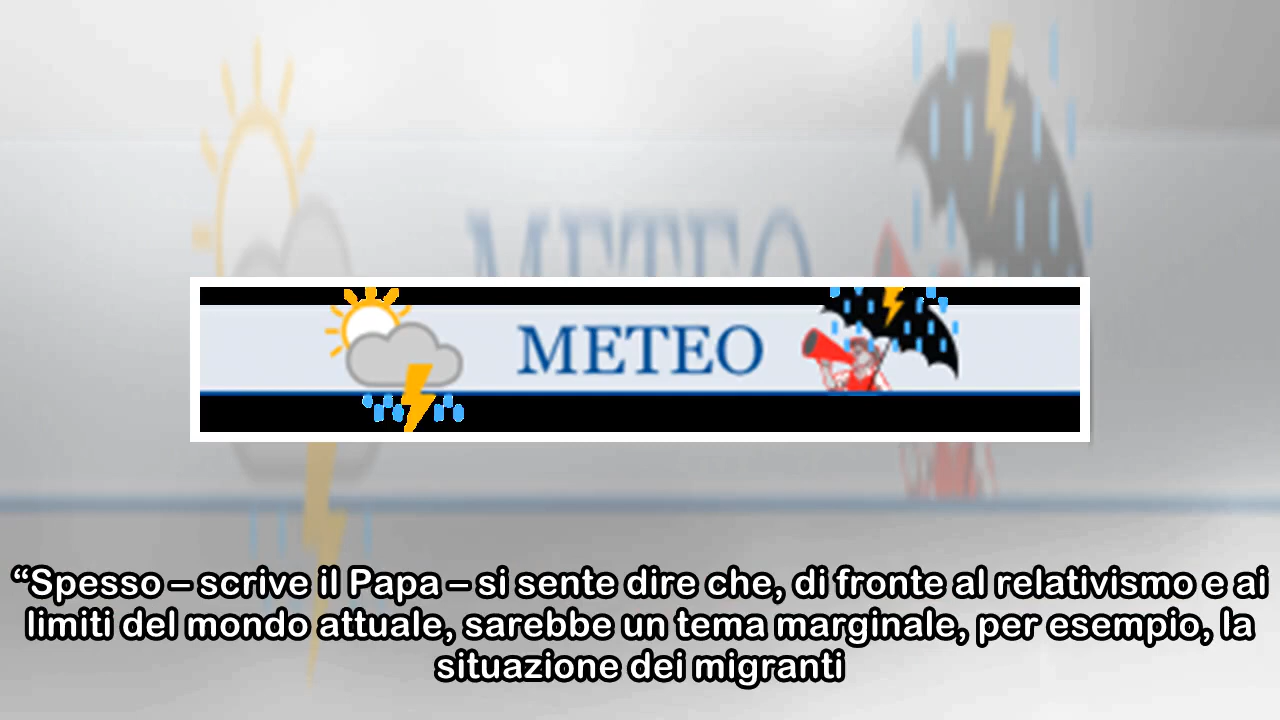 METEO
METEO
“Spesso – scrive il Papa – si sente dire che, di fronte al relativismo e ai
limiti del mondo attuale, sarebbe un tema marginale, per esempio, la
situazione dei migranti